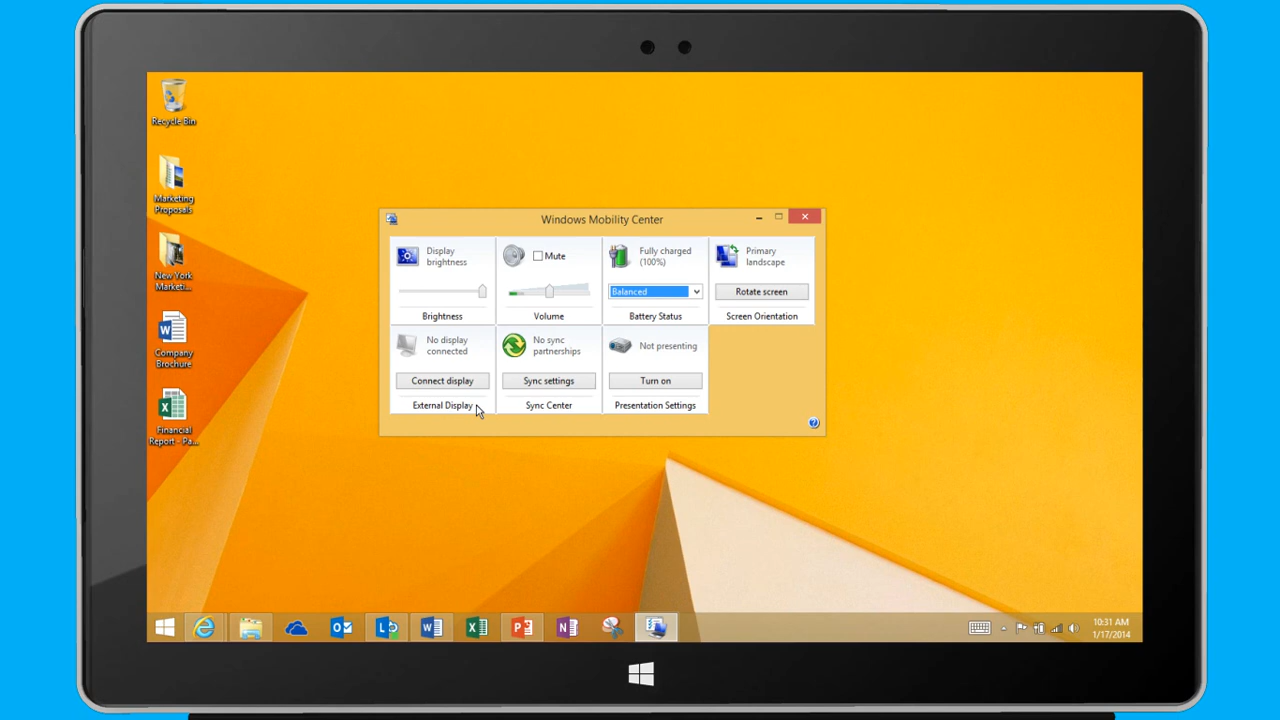 Recycle Bin
Marketing
Proposals
New York
Marketi...
Company
Brochure
Financial
Report - Pa...
Windows Mobility Center
Display
brightness
Brightness
Mute
Volume
Fully charged
(100%)
Balanced
Battery Status
Primary
landscape
Rotate screen
Screen Orientation
No display
connected
Connect display
External Display
No sync
partnerships
Sync settings
Sync Center
Not presenting
Turn on
Presentation Settings
10:31 AM
1/17/2014